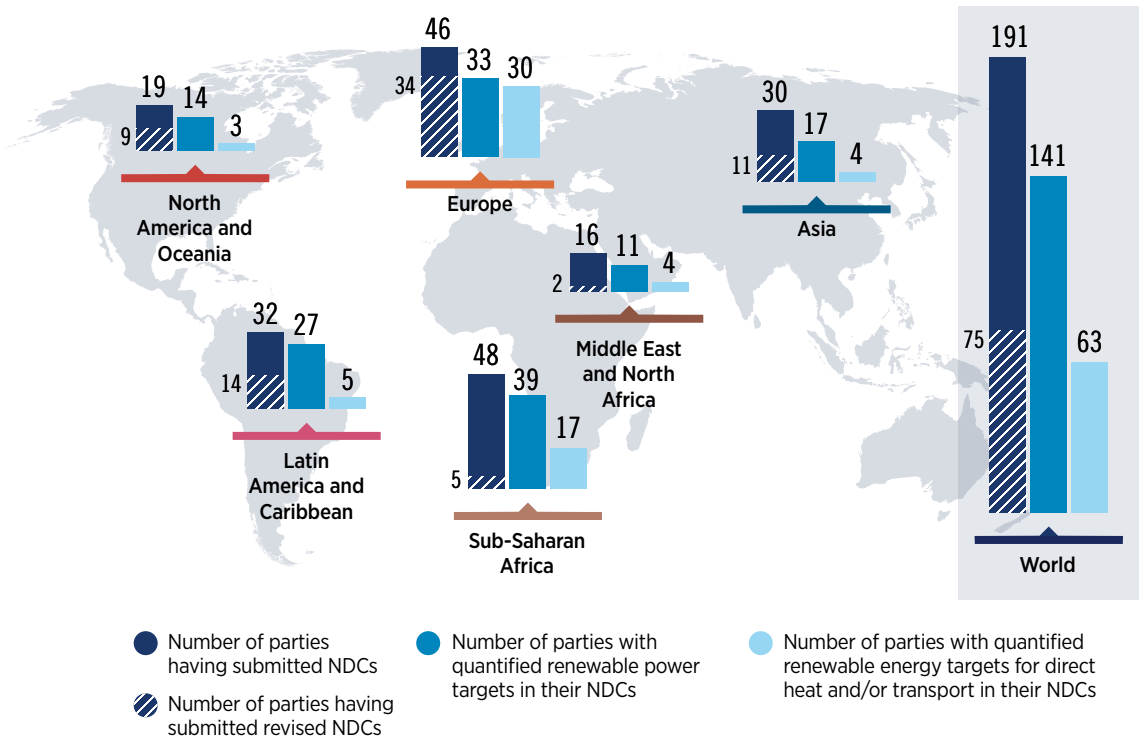 19
14
3
9
North
America and
Oceania
46
33
30
34
Europe
30
17
4
11
Asia
16
11
4
2
Middle East
and North
Africa
32
27
5
14
Latin
America and
Caribbean
48
39
17
5
Sub-Saharan
Africa
191
141
75
63
World
Number of parties
having submitted NDCs
Number of parties having
submitted revised NDCs
Number of parties with
quantified renewable power
targets in their NDCs
Number of parties with quantified
renewable energy targets for direct
heat and/or transport in their NDCs